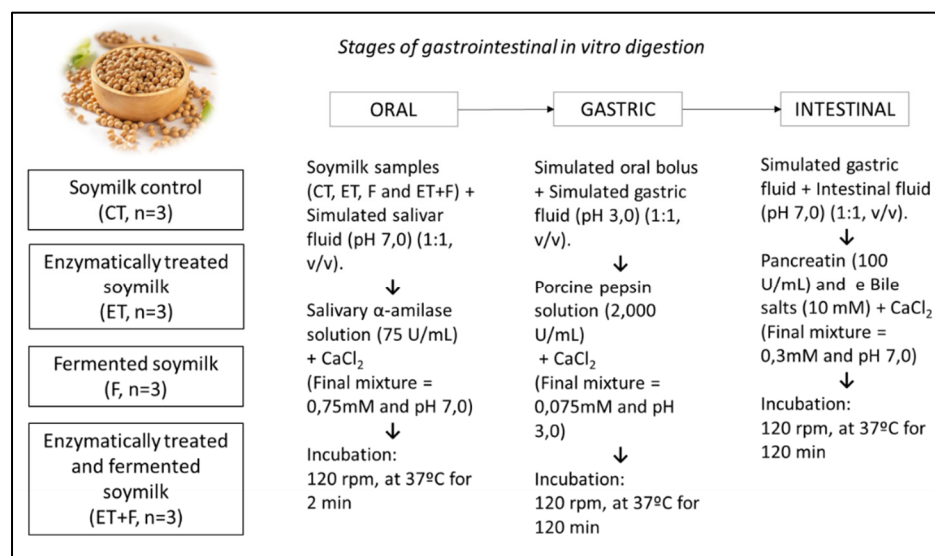 Stages of gastrointestinal in vitro digestion
ORAL
GASTRIC
INTESTINAL
Soymilk control
(CT, n=3)
Enzymatically treated
soymilk
(ET, n=3)
Fermented soymilk
(F, n=3)
Enzymatically treated
and fermented
soymilk
(ET+F, n=3)
Soymilk samples
(CT, ET, F and ET+F) +
Simulated salivar
fluid (pH 7,0) (1:1,
v/v).
↓
Salivary α-amilase
solution (75 U/mL)
+ CaCl₂
(Final mixture =
0,75mM and pH 7,0)
↓
Incubation:
120 rpm, at 37ºC for
2 min
Simulated oral bolus
+ Simulated gastric
fluid (pH 3,0) (1:1,
v/v).
↓
Porcine pepsin
solution (2,000
U/mL)
+ CaCl₂
(Final mixture =
0,075mM and pH
3,0)
↓
Incubation:
120 rpm, at 37ºC for
120 min
Simulated gastric
fluid + Intestinal fluid
(pH 7,0) (1:1, v/v).
↓
Pancreatin (100
U/mL) and e Bile
salts (10 mM) + CaCl₂
(Final mixture =
0,3mM and pH 7,0)
↓
Incubation:
120 rpm, at 37ºC for
120 min